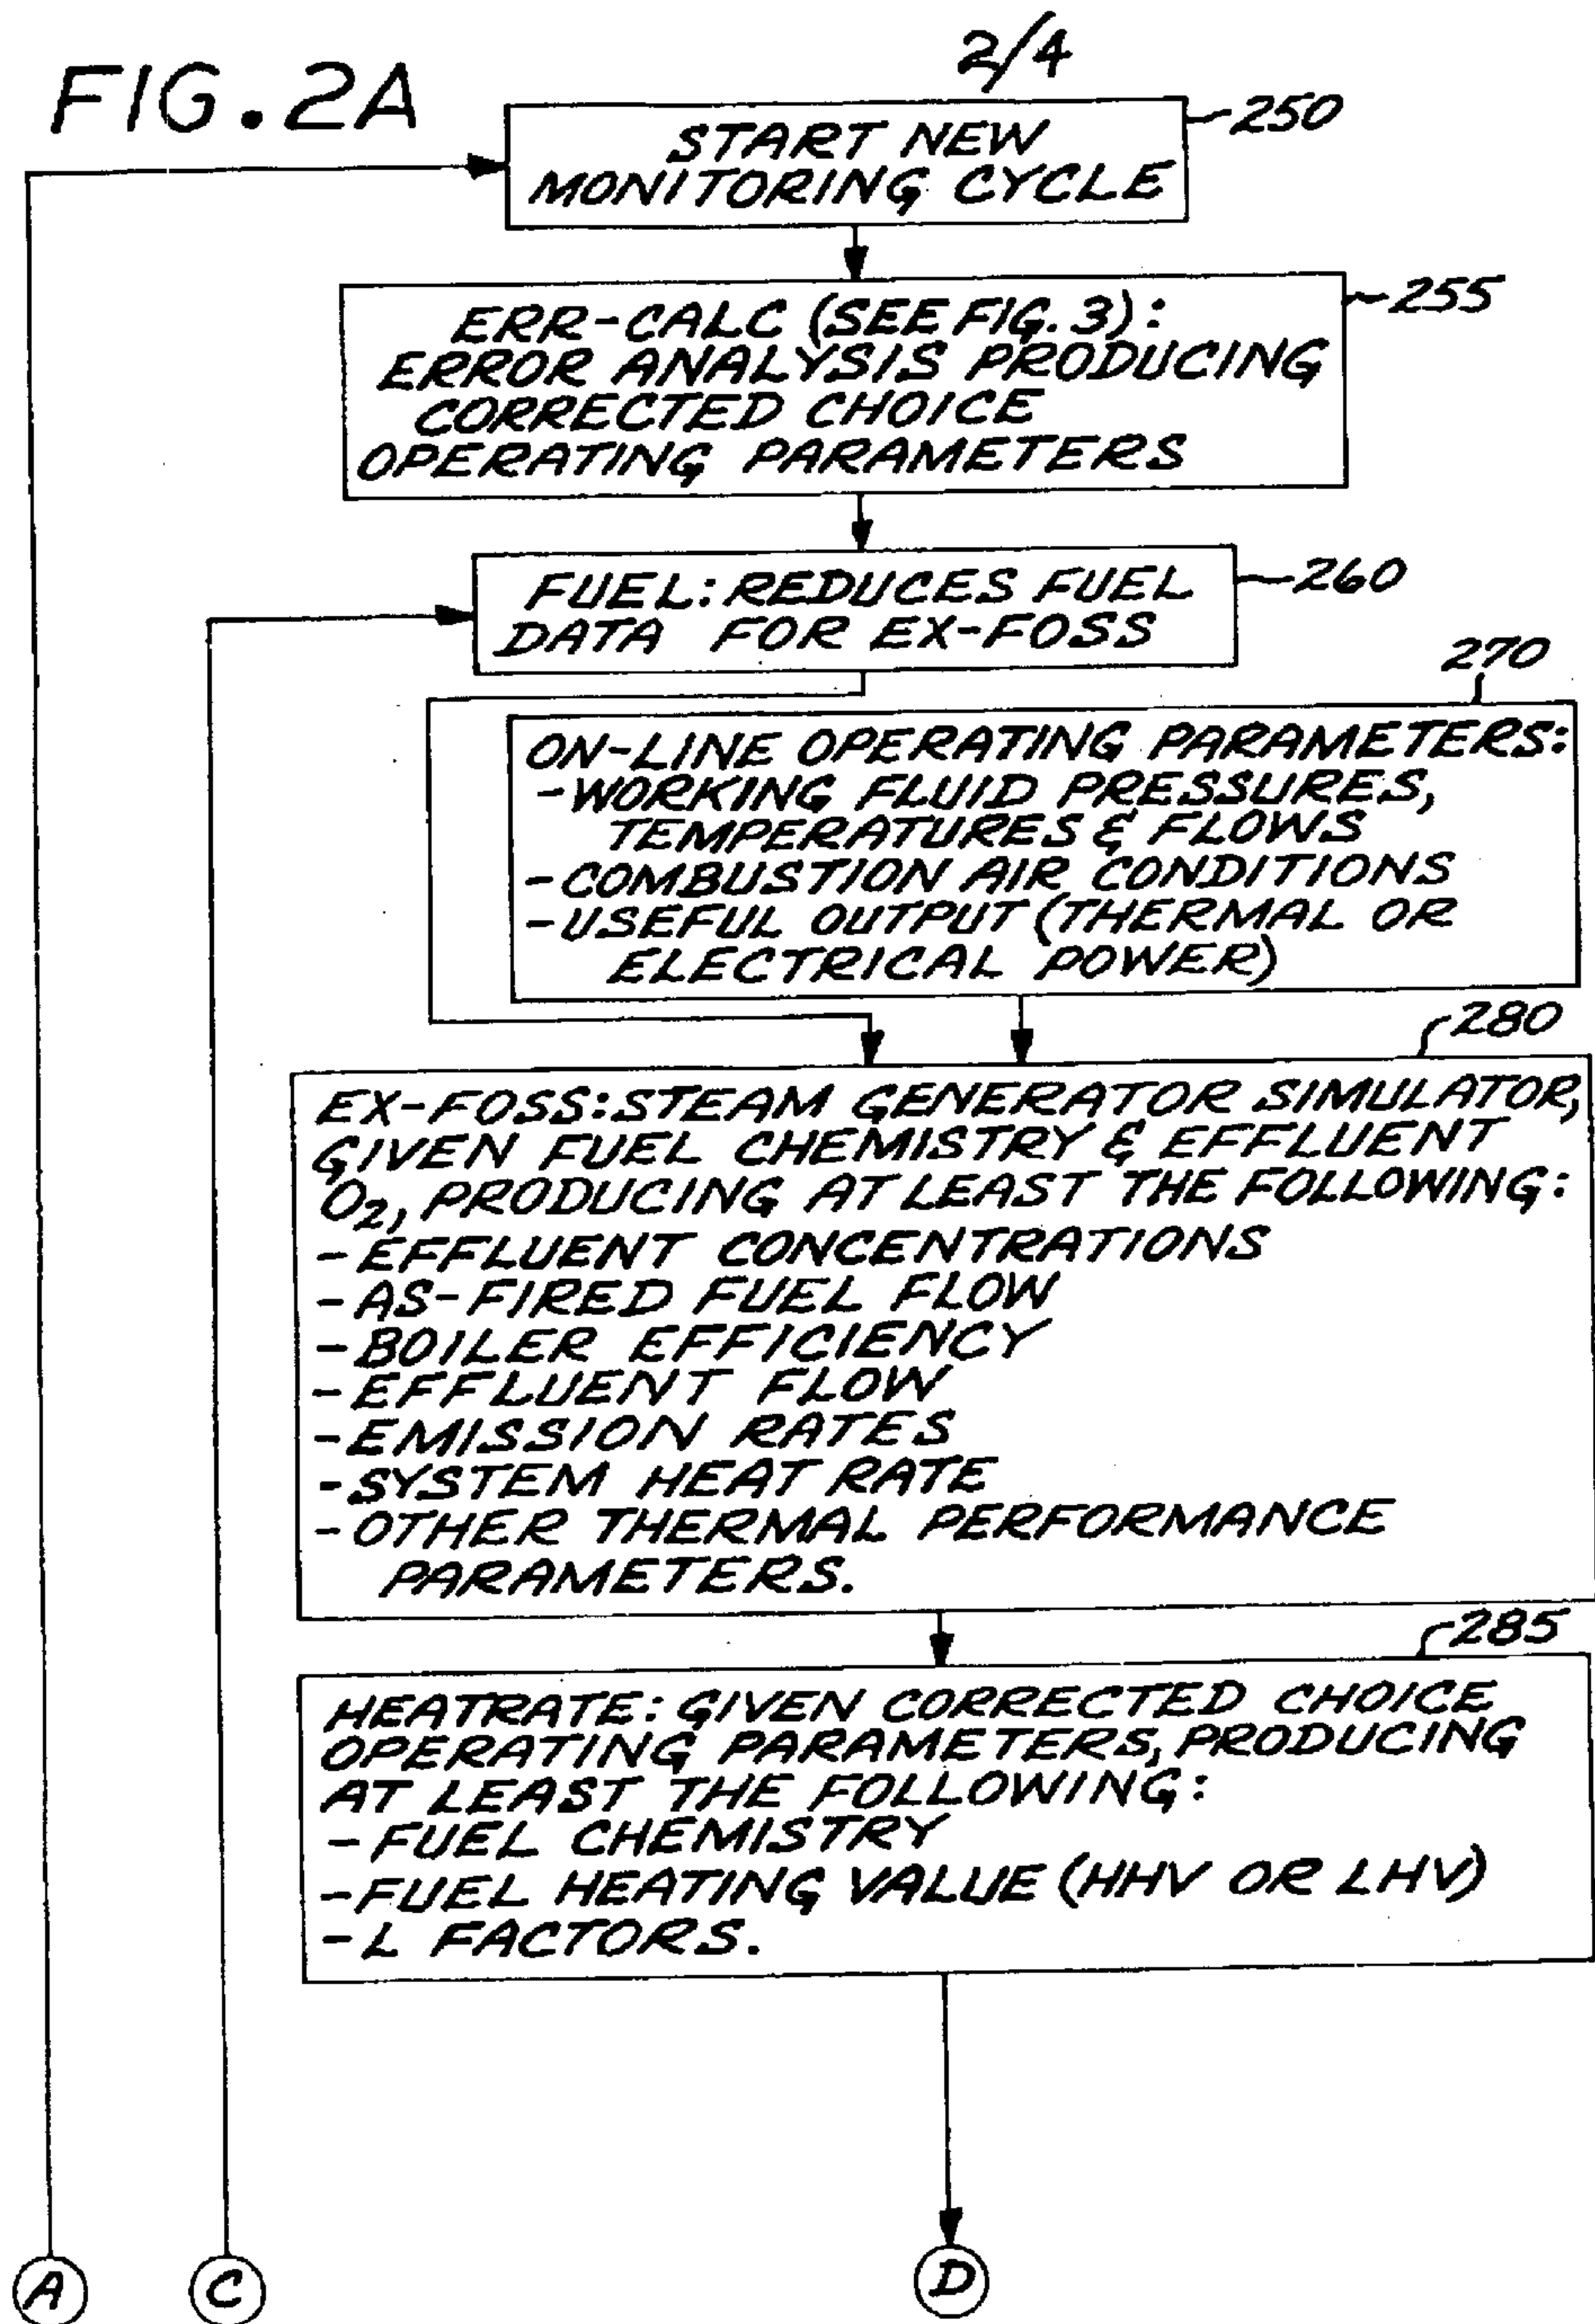 2/4
FIG. 2A
250
START NEW
MONITORING CYCLE
255
ERR-CALC (SEE FIG. 3):
ERROR ANALYSIS PRODUCING
CORRECTED CHOICE
OPERATING PARAMETERS
260
FUEL: REDUCES FUEL
DATA FOR EX-FOSS
270
ON-LINE OPERATING PARAMETERS:
-WORKING FLUID PRESSURES,
TEMPERATURES & FLOWS
-COMBUSTION AIR CONDITIONS
-USEFUL OUTPUT (THERMAL OR
ELECTRICAL POWER)
280
EX-FOSS: STEAM GENERATOR SIMULATOR,
GIVEN FUEL CHEMISTRY & EFFLUENT
O2, PRODUCING AT LEAST THE FOLLOWING:
-EFFLUENT CONCENTRATIONS
-AS-FIRED FUEL FLOW
-BOILER EFFICIENCY
-EFFLUENT FLOW
-EMISSION RATES
-SYSTEM HEAT RATE
-OTHER THERMAL PERFORMANCE
PARAMETERS.
285
HEATRATE: GIVEN CORRECTED CHOICE
OPERATING PARAMETERS, PRODUCING
AT LEAST THE FOLLOWING:
-FUEL CHEMISTRY
-FUEL HEATING VALUE (HHV OR LHV)
-L FACTORS.
A
C
D